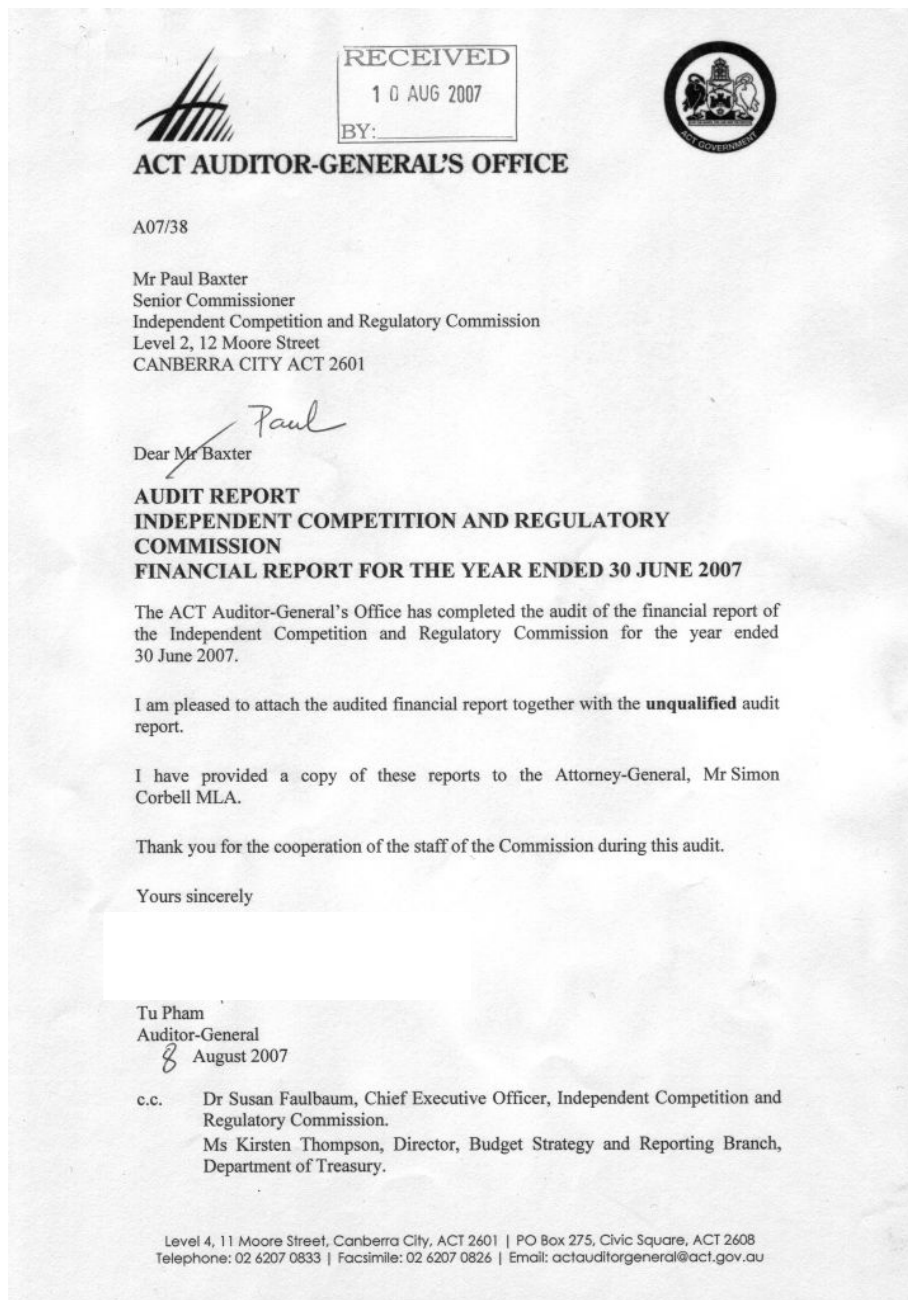 RECEIVED
10 AUG 2007
BY:
ACT GOVERNMENT
ACT AUDITOR-GENERAL'S OFFICE
A07/38
Mr Paul Baxter
Senior Commissioner
Independent Competition and Regulatory Commission
Level 2, 12 Moore Street
CANBERRA CITY ACT 2601
Paul
Dear Mr Baxter
AUDIT REPORT
INDEPENDENT COMPETITION AND REGULATORY
COMMISSION
FINANCIAL REPORT FOR THE YEAR ENDED 30 JUNE 2007
The ACT Auditor-General's Office has completed the audit of the financial report of
the Independent Competition and Regulatory Commission for the year ended
30 June 2007.
I am pleased to attach the audited financial report together with the unqualified audit
report.
I have provided a copy of these reports to the Attorney-General, Mr Simon
Corbell MLA.
Thank you for the cooperation of the staff of the Commission during this audit.
Yours sincerely
Tu Pham
Auditor-General
8 August 2007
c.c. Dr Susan Faulbaum, Chief Executive Officer, Independent Competition and
Regulatory Commission.
Ms Kirsten Thompson, Director, Budget Strategy and Reporting Branch,
Department of Treasury.
Level 4, 11 Moore Street, Canberra City, ACT 2601 | PO Box 275, Civic Square, ACT 2608
Telephone: 02 6207 0833 | Facsimile: 02 6207 0826 | Email: actauditorgeneral@act.gov.au